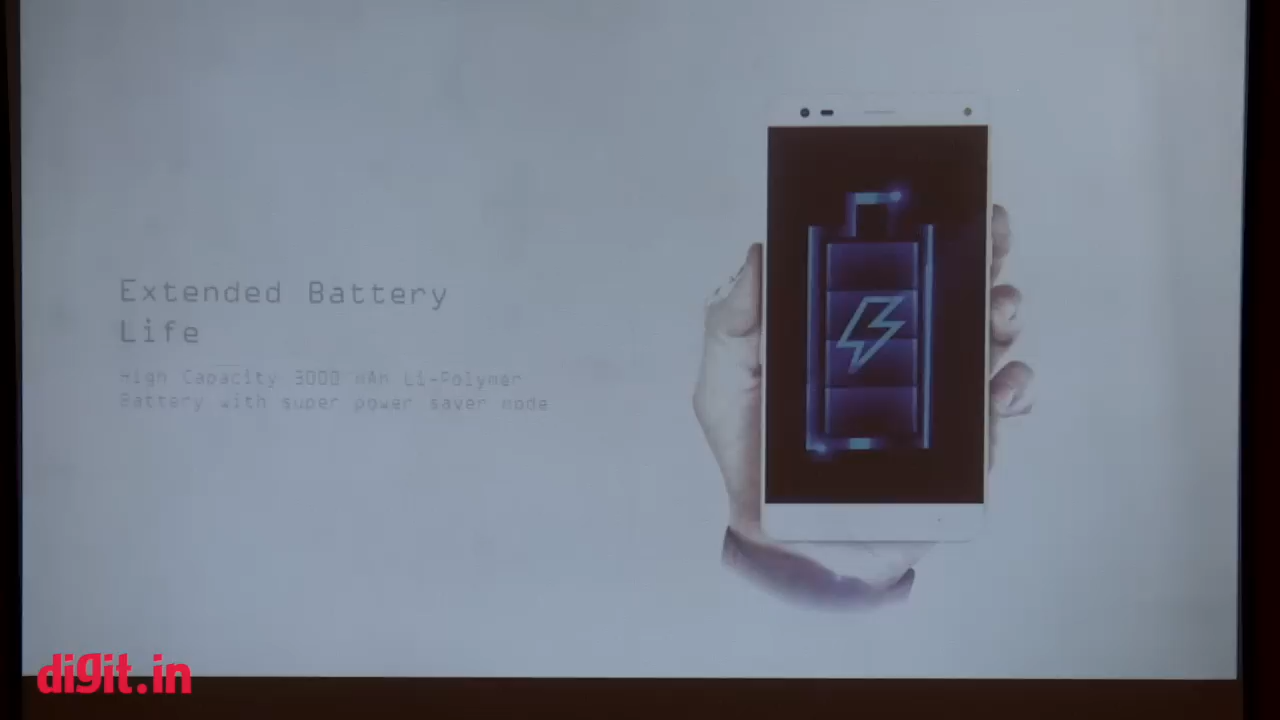 Extended Battery
Life
High Capacity 3000 mAh Li-Polymer
Battery with super power saver mode
digit.in